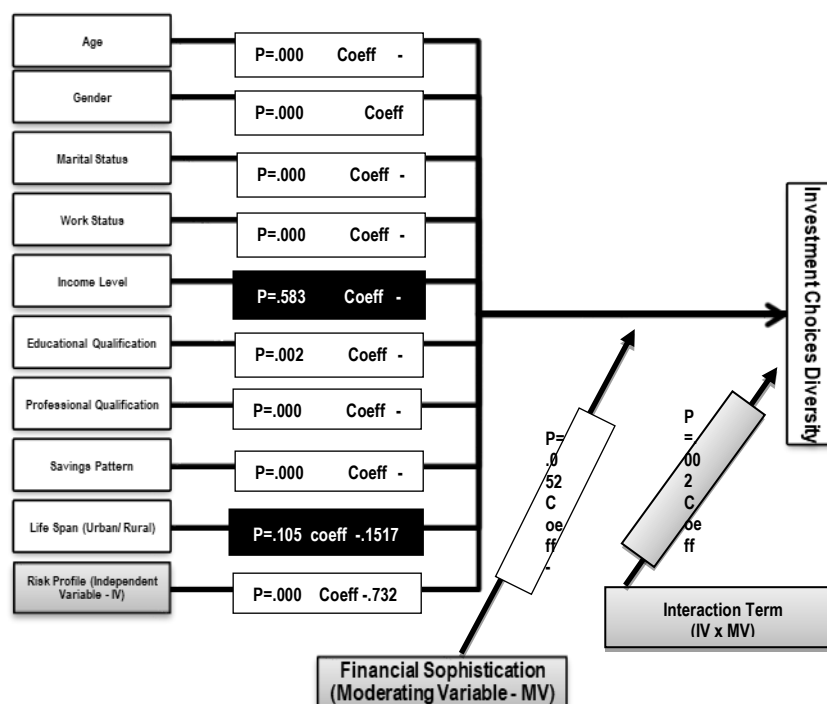 Age
P=.000 Coeff -
Gender
P=.000 Coeff
Marital Status
P=.000 Coeff -
Work Status
P=.000 Coeff -
Income Level
P=.583 Coeff -
Educational Qualification
P=.002 Coeff -
Professional Qualification
P=.000 Coeff -
Savings Pattern
P=.000 Coeff -
Life Span (Urban/ Rural)
P=.105 coeff -.1517
Risk Profile (Independent
Variable - IV)
P=.000 Coeff -.732
P=
.0
52
C
oe
ff
-
P
=
00
2
C
oeff
Investment Choices Diversity
Interaction Term
(IV x MV)
Financial Sophistication
(Moderating Variable - MV)